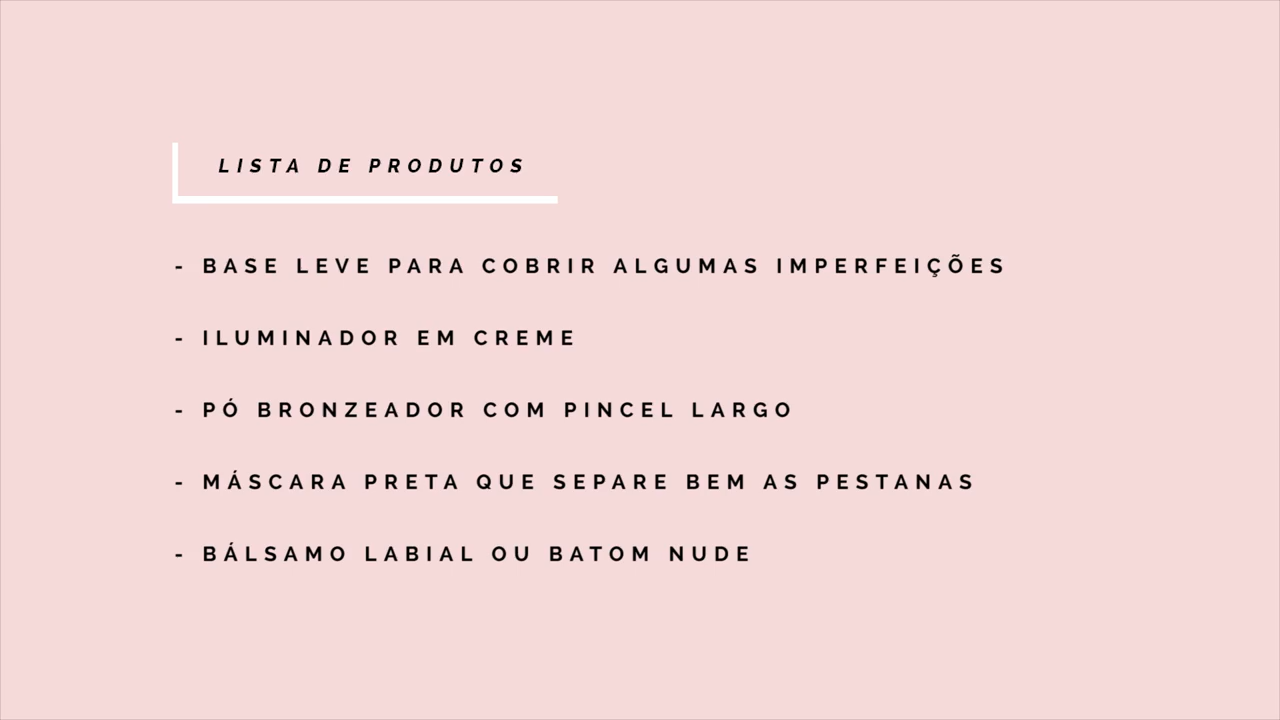 LISTA DE PRODUTOS
- BASE LEVE PARA COBRIR ALGUMAS IMPERFEIÇÕES
- ILUMINADOR EM CREME
- PÓ BRONZEADOR COM PINCEL LARGO
- MÁSCARA PRETA QUE SEPARE BEM AS PESTANAS
- BÁLSAMO LABIAL OU BATOM NUDE